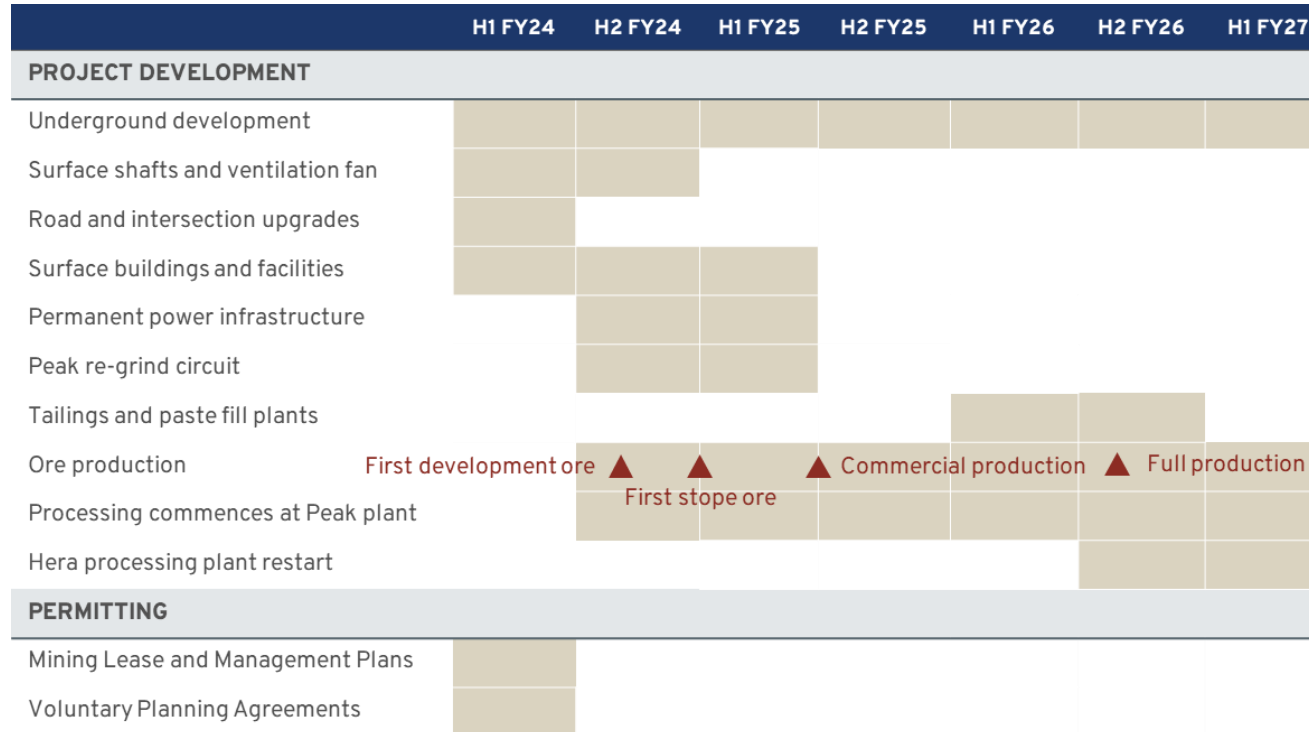 H1 FY24 H2 FY24 H1 FY25 H2 FY25 H1 FY26 H2 FY26 H1 FY27
PROJECT DEVELOPMENT
Underground development
Surface shafts and ventilation fan
Road and intersection upgrades
Surface buildings and facilities
Permanent power infrastructure
Peak re-grind circuit
Tailings and paste fill plants
Ore production First development ore Commercial production Full production
First stope ore
Processing commences at Peak plant
Hera processing plant restart
PERMITTING
Mining Lease and Management Plans
Voluntary Planning Agreements